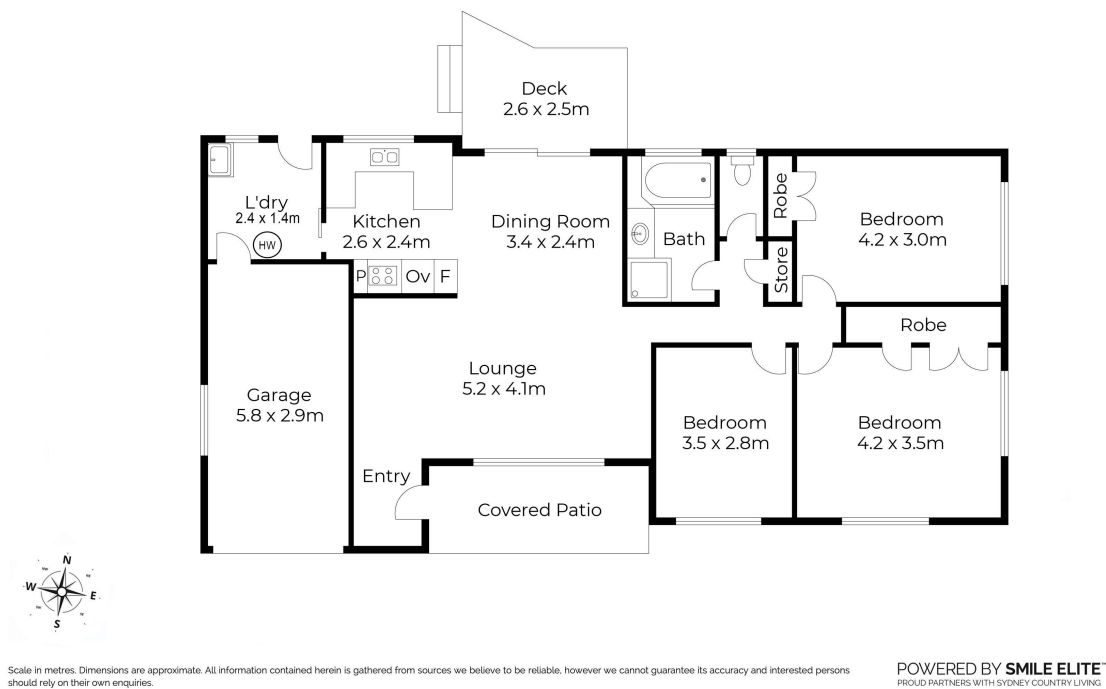 Deck
2.6 x 2.5m
L'dry
2.4 x 1.4m
HW
Kitchen
2.6 x 2.4m
P
Ov
F
Dining Room
3.4 x 2.4m
Bath
Robe
Store
Bedroom
4.2 x 3.0m
Robe
Lounge
5.2 x 4.1m
Garage
5.8 x 2.9m
Bedroom
3.5 x 2.8m
Bedroom
4.2 x 3.5m
Entry
Covered Patio
N
W
E
S
Scale in metres. Dimensions are approximate. All information contained herein is gathered from sources we believe to be reliable, however we cannot guarantee its accuracy and interested persons
should rely on their own enquiries.
POWERED BY SMILE ELITE™
PROUD PARTNERS WITH SYDNEY COUNTRY LIVING